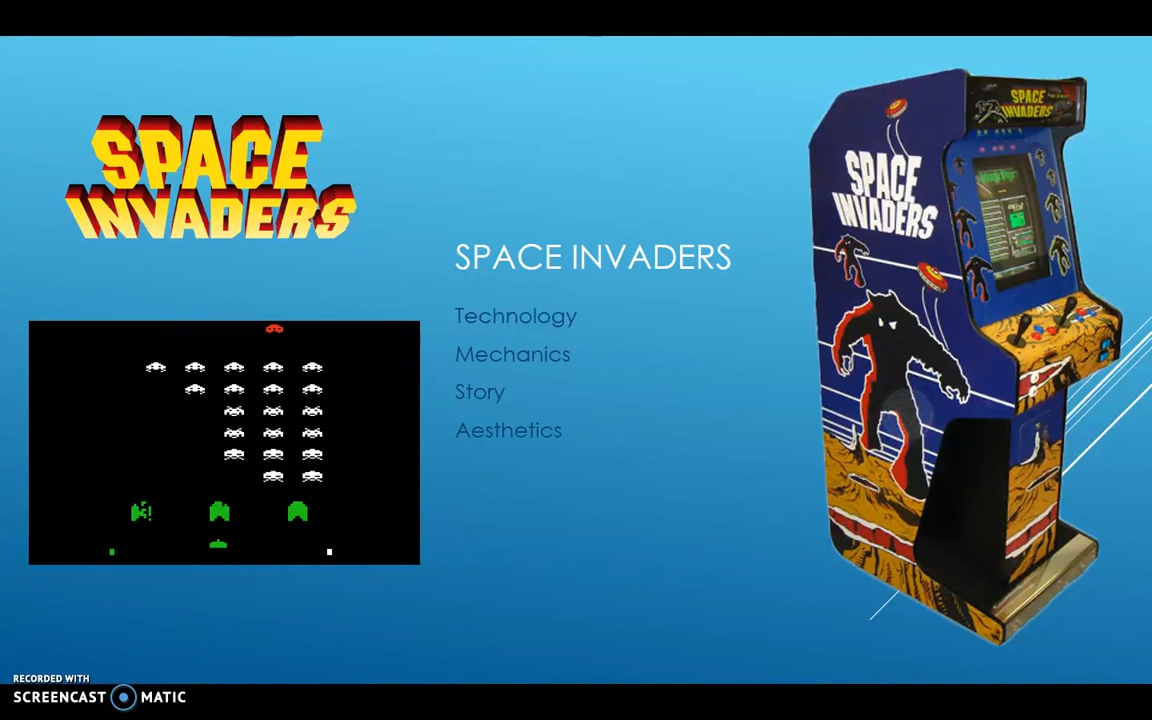 SPACE
INVADERS
SPACE INVADERS
Technology
Mechanics
Story
Aesthetics
SPACE
INVADERS
SPACE
INVADERS
RECORDED WITH
SCREENCAST MATIC